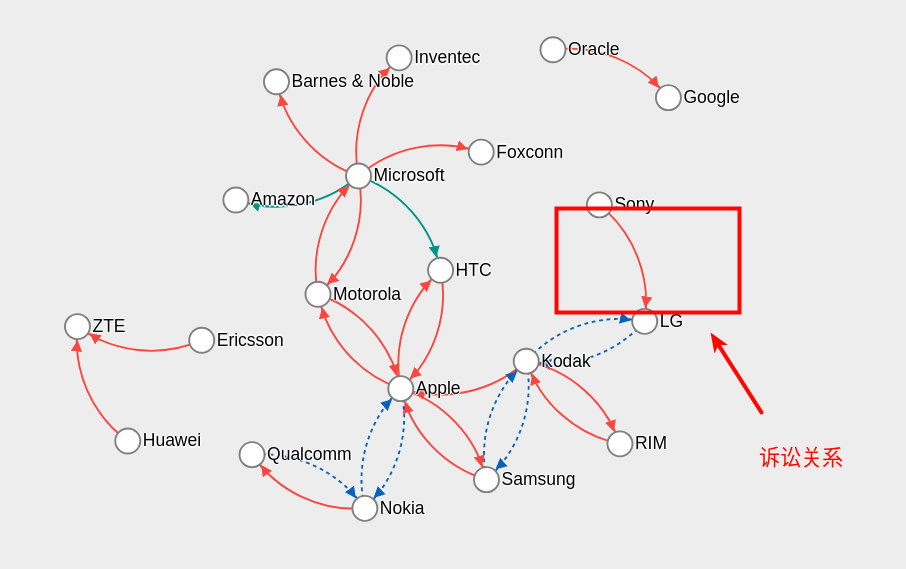 Inventec
Oracle
Barnes & Noble
Google
Foxconn
Microsoft
Amazon
Sony
HTC
Motorola
LG
ZTE
Ericsson
Kodak
Apple
Huawei
RIM
Qualcomm
诉讼关系
Samsung
Nokia